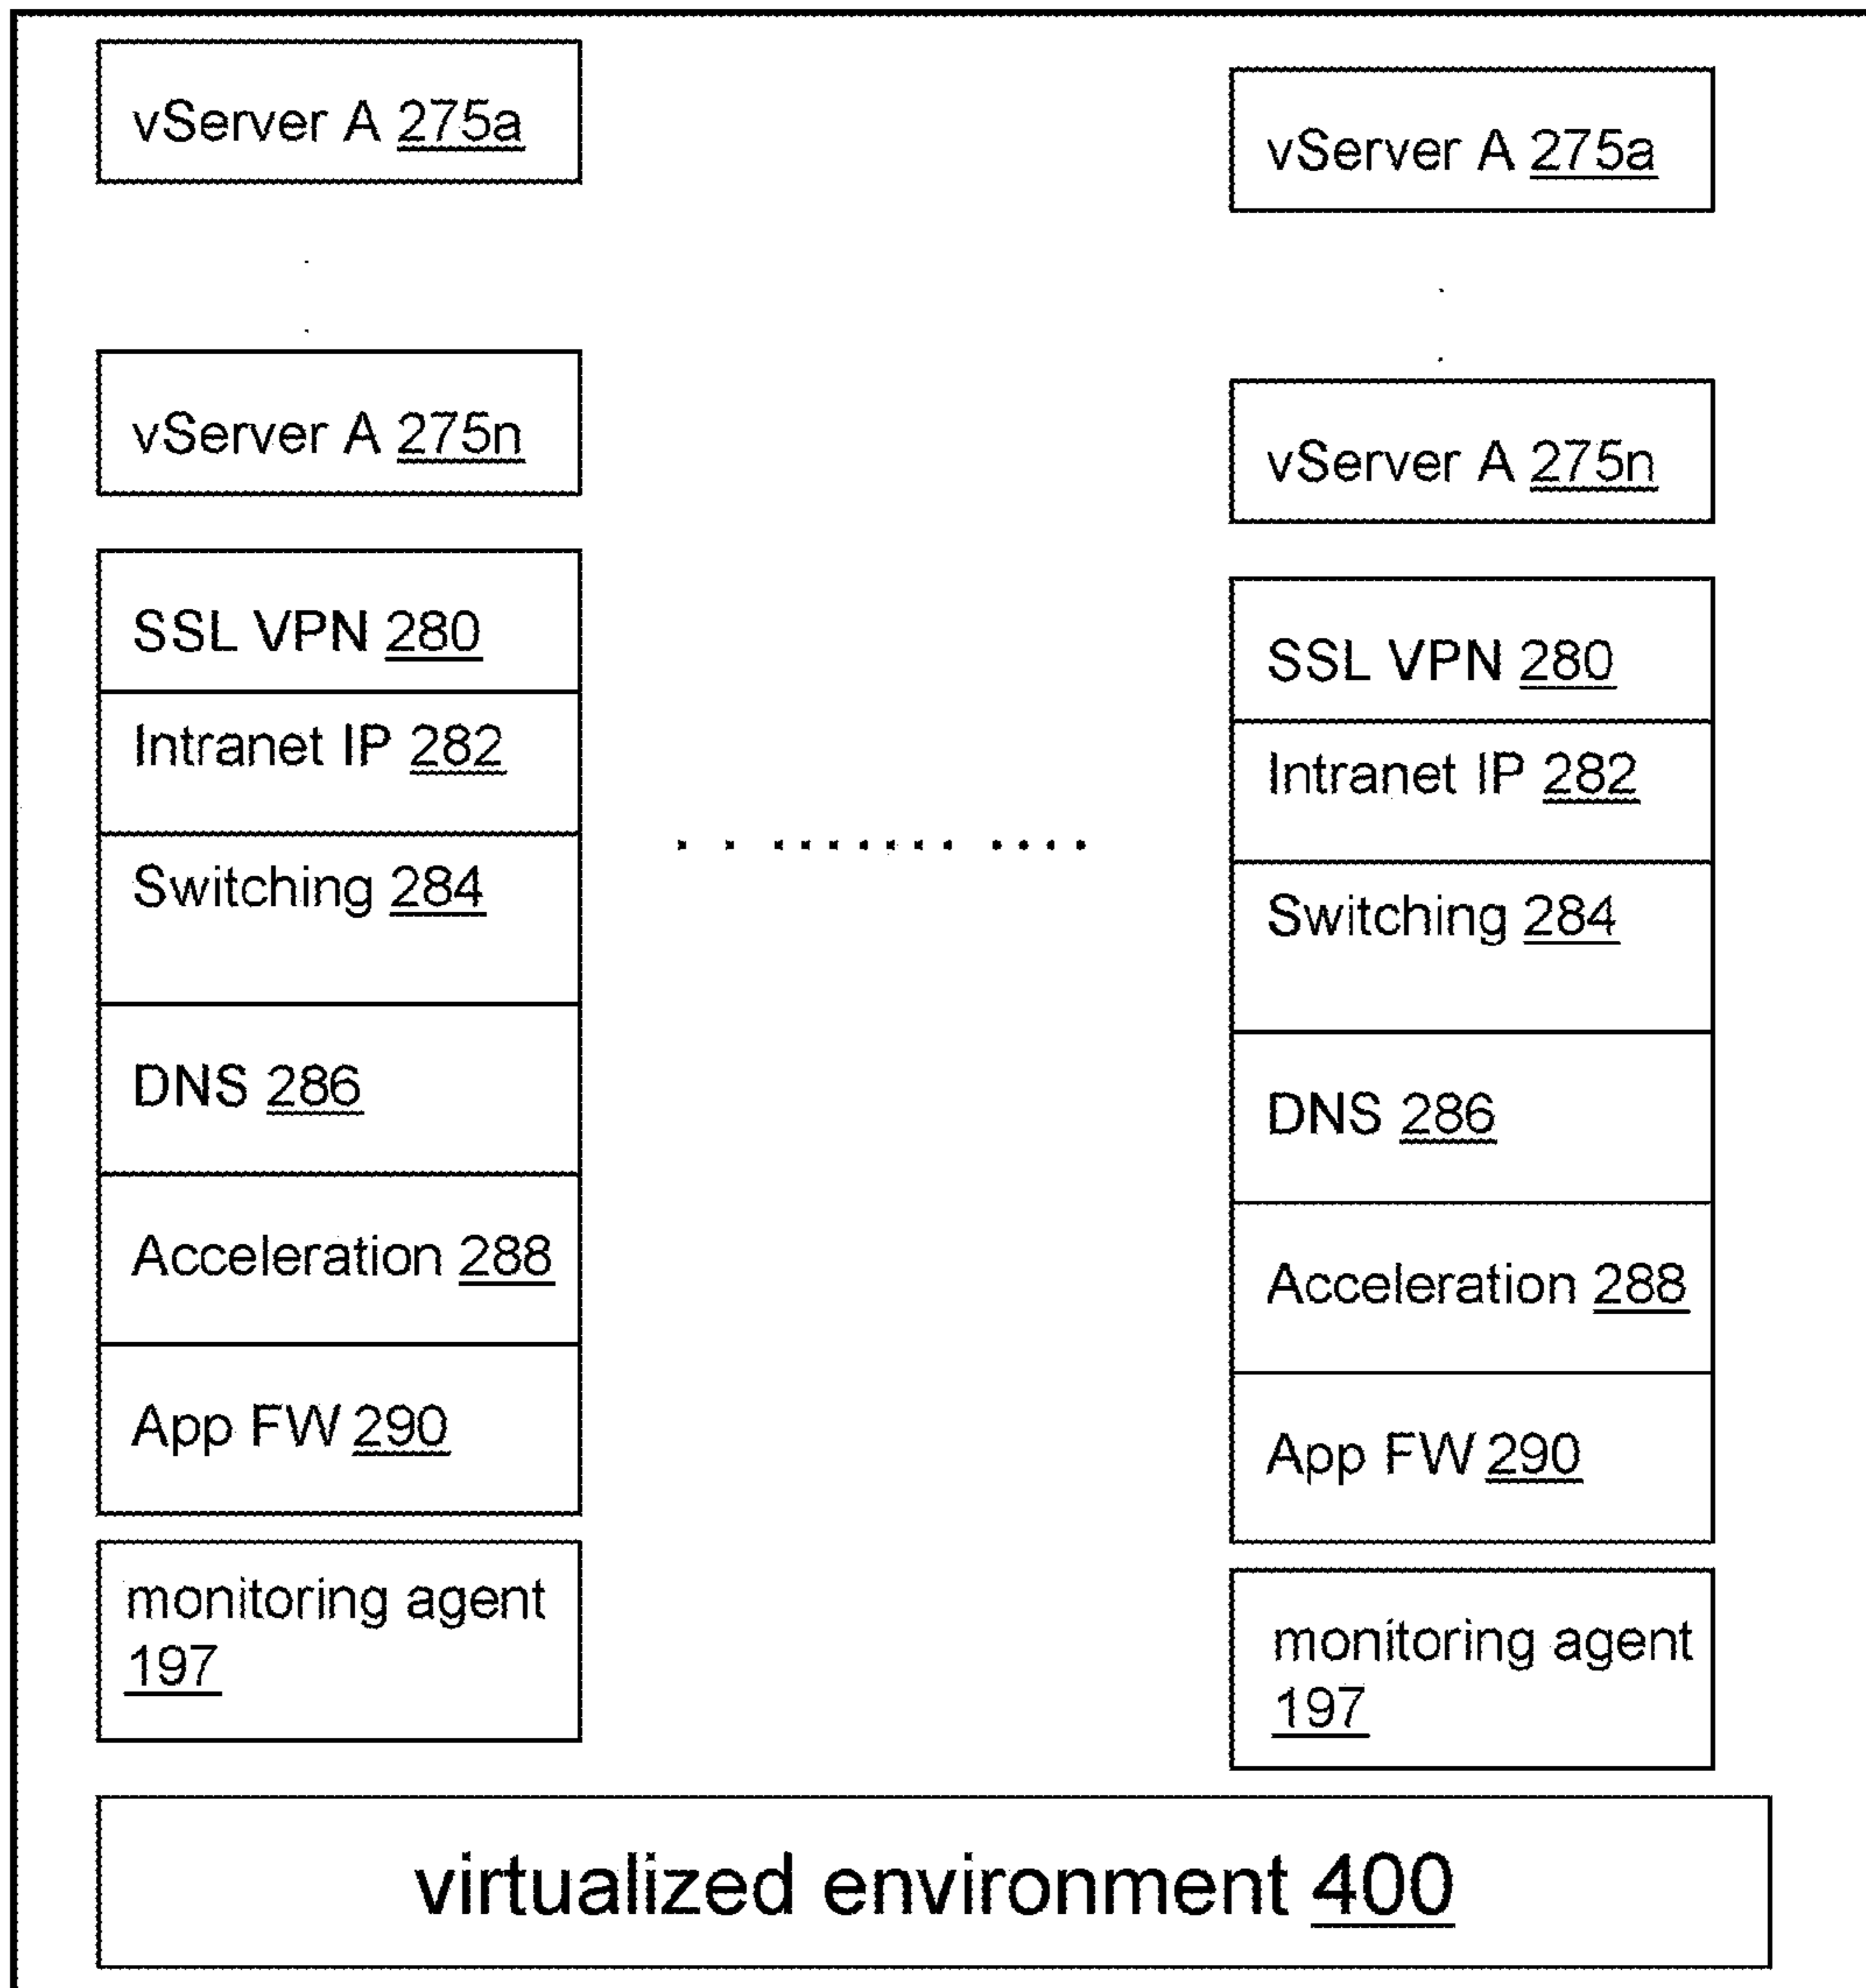 vServer A 275a
vServer A 275n
SSL VPN 280
Intranet IP 282
Switching 284
DNS 286
Acceleration 288
App FW 290
monitoring agent
197
vServer A 275a
vServer A 275n
SSL VPN 280
Intranet IP 282
Switching 284
DNS 286
Acceleration 288
App FW 290
monitoring agent
197
virtualized environment 400